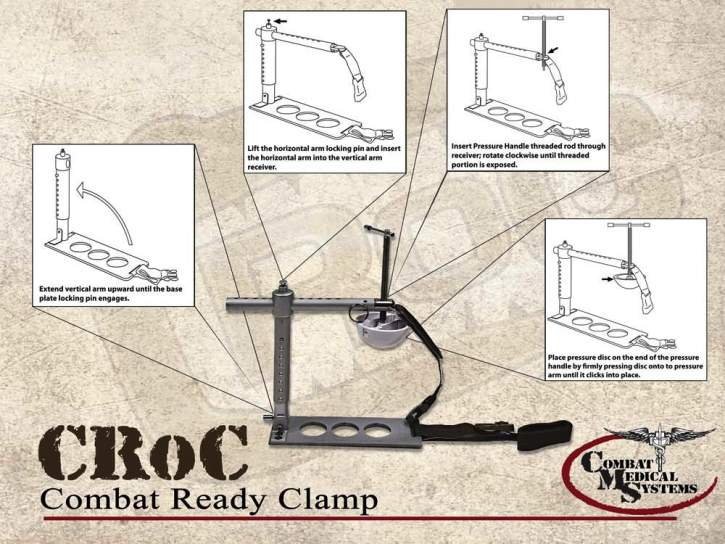 Lift the horizontal arm locking pin and insert
the horizontal arm into the vertical arm
receiver.
Insert Pressure Handle threaded rod through
receiver; rotate clockwise until threaded
portion is exposed.
Extend vertical arm upward until the base
plate locking pin engages.
Place pressure disc on the end of the pressure
handle by firmly pressing disc onto to pressure
arm until it clicks into place.
CRoC
Combat Ready Clamp
COMBAT
MEDICAL
SYSTEMS